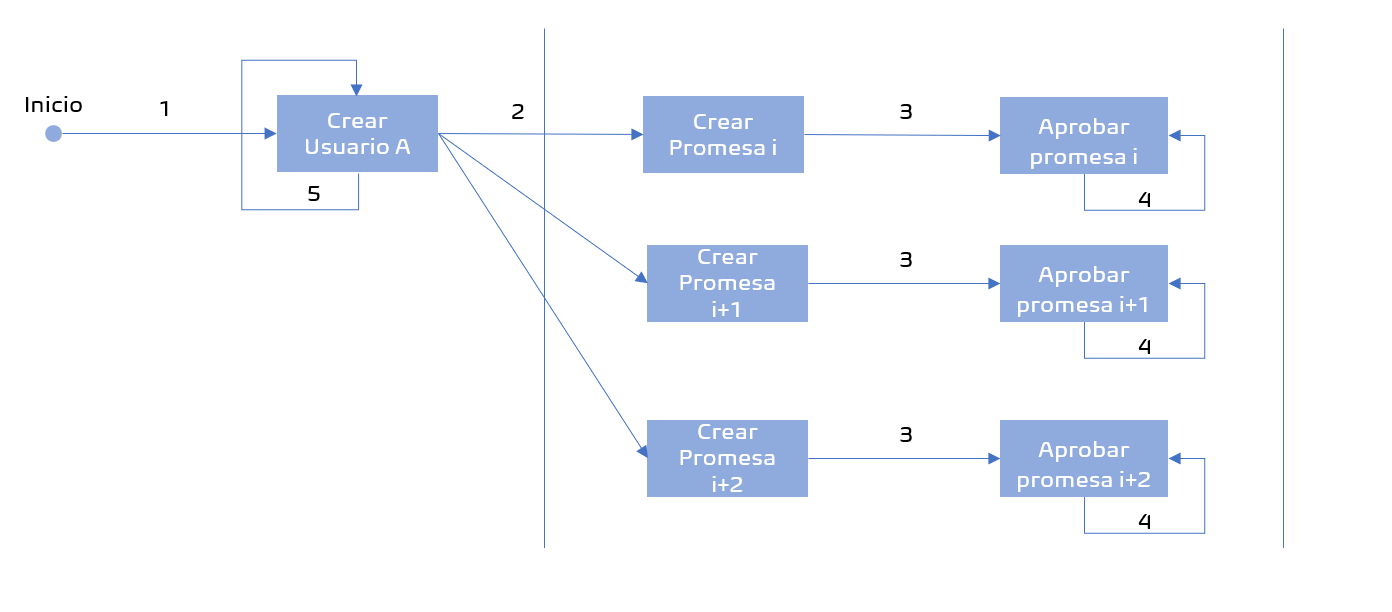 Inicio
1
Crear
Usuario A
5
2
Crear
Promesa i
3
Aprobar
promesa i
4
Crear
Promesa
i+1
3
Aprobar
promesa i+1
4
Crear
Promesa
i+2
3
Aprobar
promesa i+2
4